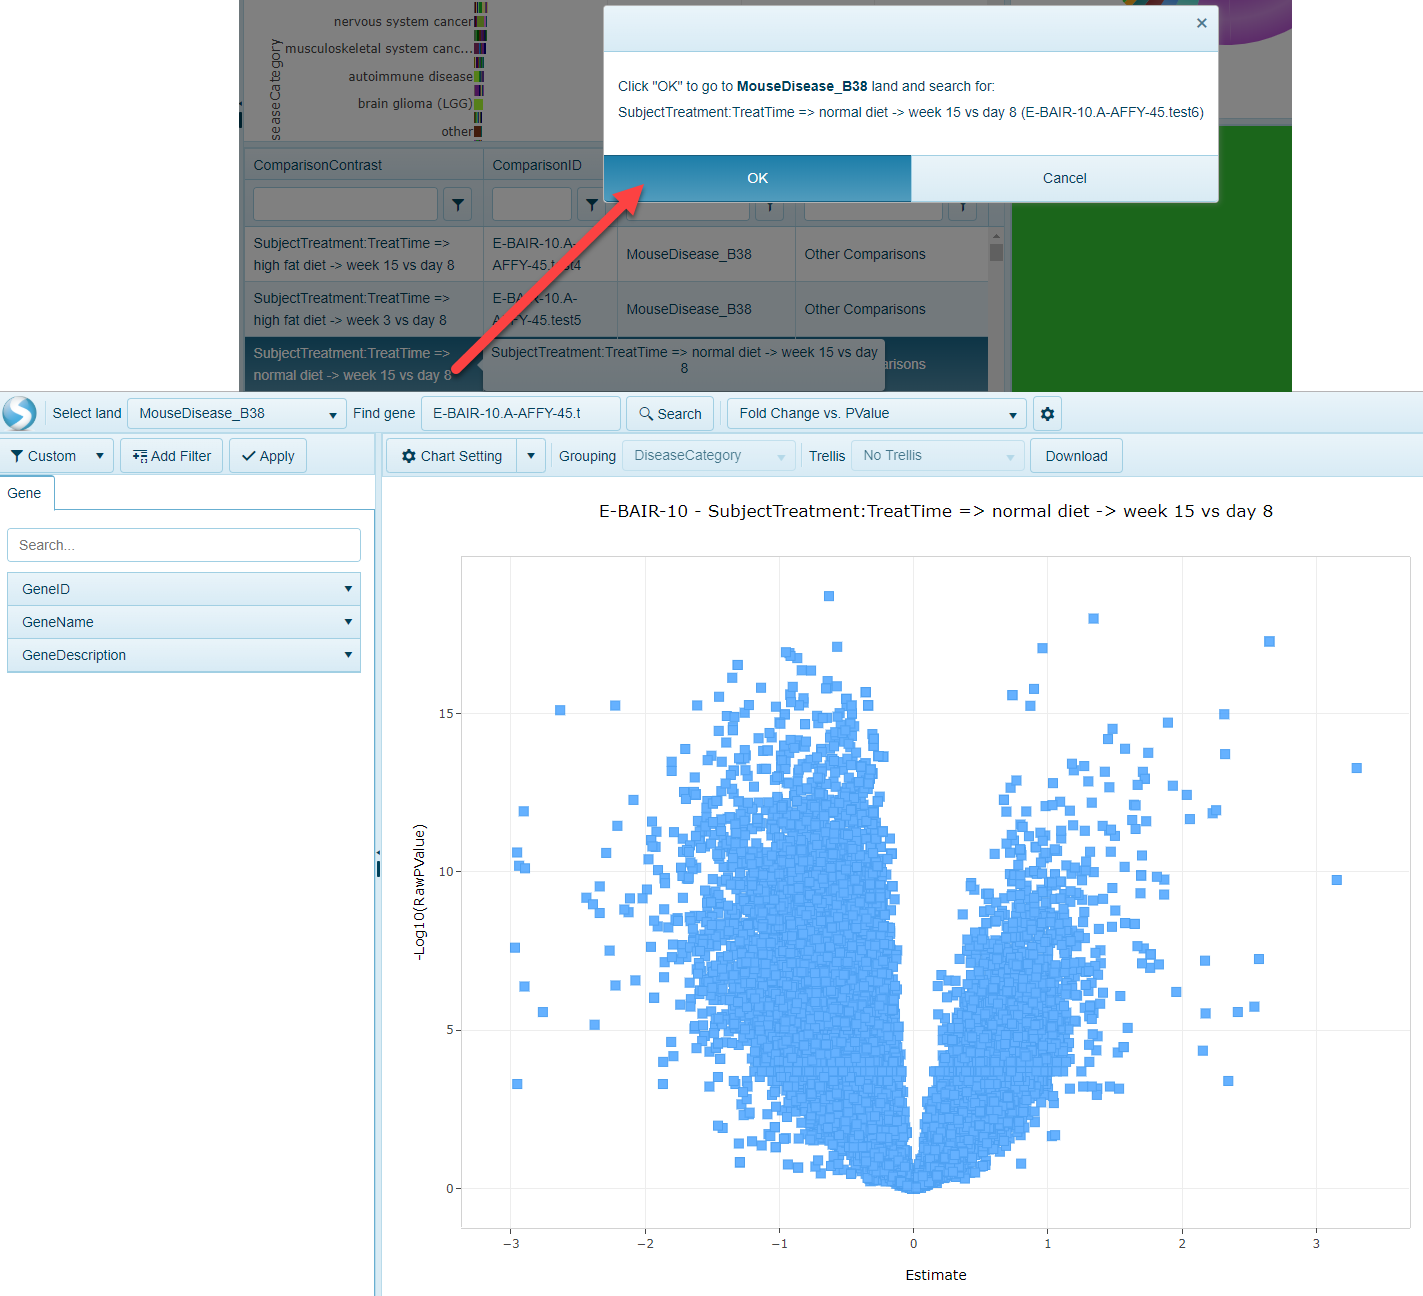 nervous system cancer
musculoskeletal system canc...
autoimmune disease
brain glioma (LGG)
other
seaseCategory
×
Click "OK" to go to MouseDisease_B38 land and search for:
SubjectTreatment:TreatTime => normal diet -> week 15 vs day 8 (E-BAIR-10.A-AFFY-45.test6)
OK Cancel
ComparisonContrast ComparisonID
SubjectTreatment:TreatTime =>
high fat diet -> week 15 vs day 8
E-BAIR-10.A-
AFFY-45.test4
MouseDisease_B38
Other Comparisons
SubjectTreatment:TreatTime =>
high fat diet -> week 3 vs day 8
E-BAIR-10.A-
AFFY-45.test5
MouseDisease_B38
Other Comparisons
SubjectTreatment:TreatTime =>
normal diet -> week 15 vs day 8
SubjectTreatment:TreatTime => normal diet -> week 15 vs day
8
arisons
Select land MouseDisease_B38 Find gene E-BAIR-10.A-AFFY-45.t Search Fold Change vs. PValue
Custom Add Filter Apply Chart Setting Grouping DiseaseCategory Trellis No Trellis Download
Gene
Search...
GeneID
GeneName
GeneDescription
E-BAIR-10 - SubjectTreatment:TreatTime => normal diet -> week 15 vs day 8
-Log10(RawPValue)
15
10
5
0
−3 −2 −1 0 1 2 3
Estimate